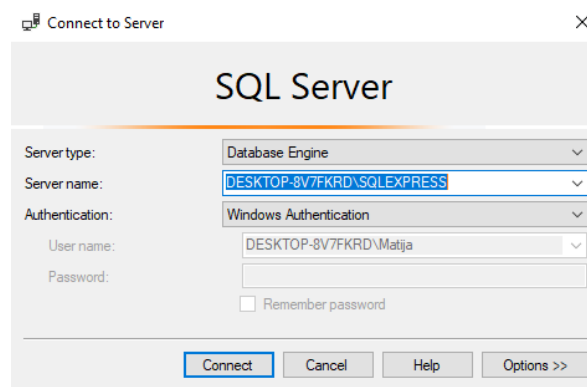 Connect to Server
SQL Server
Server type: Database Engine
Server name: DESKTOP-8V7FKRD\SQLEXPRESS
Authentication: Windows Authentication
User name: DESKTOP-8V7FKRD\Matija
Password:
Remember password
Connect Cancel Help Options >>